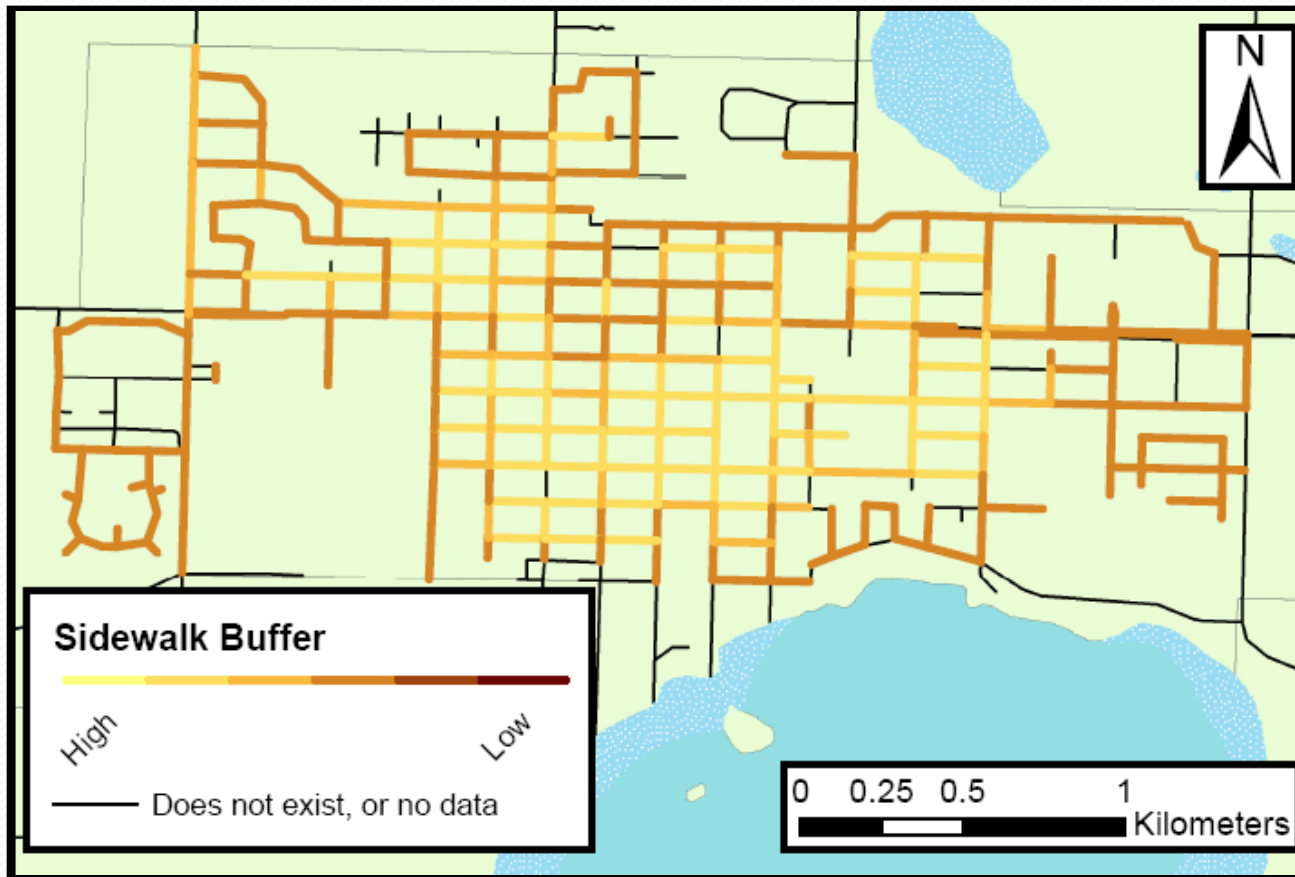 N
Sidewalk Buffer
High
Low
Does not exist, or no data
0 0.25 0.5 1
Kilometers